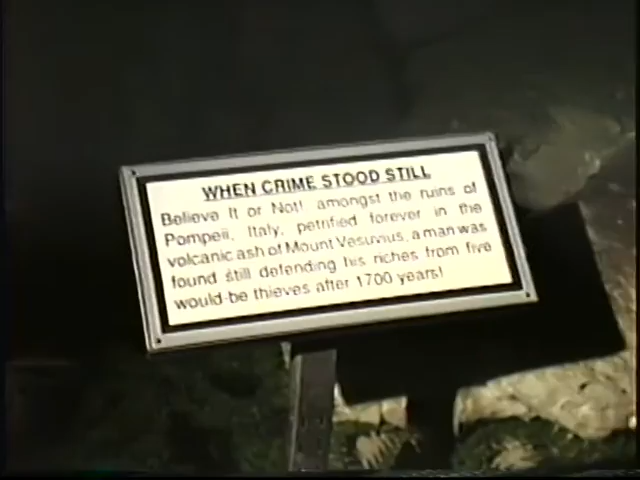 WHEN CRIME STOOD STILL
Believe It or Not! amongst the ruins of
Pompeii, Italy, petrified forever in the
volcanic ash of Mount Vesuvius, a man was
found still defending his riches from five
would-be thieves after 1700 years!